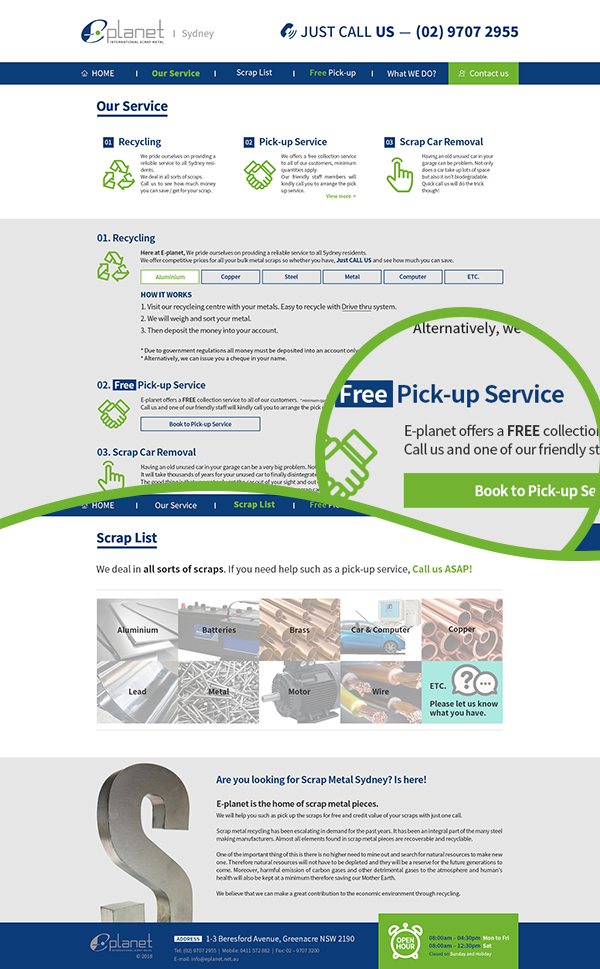 eplanet
INTERNATIONAL SCRAP METAL
| Sydney
JUST CALL US — (02) 9707 2955
HOME
Our Service
Scrap List
Free Pick-up
What WE DO?
Contact us
Our Service
01 Recycling
We pride ourselves on providing a
reliable service to all Sydney resi-
dents.
We deal in all sorts of scraps.
Call us to see how much money
you can save / get for your scrap.
02 Pick-up Service
We offers a free collection service
to all of our customers, minimum
quantities apply.
Our friendly staff members will
kindly call you to arrange the pick
up service.
View more >
03 Scrap Car Removal
Having an old unused car in your
garage can be problem. Not only
does a car take up lots of space
but also it isn't biodegradable.
Quick call us will do the trick
though!
01. Recycling
Here at E-planet, We pride ourselves on providing a reliable service to all Sydney residents.
We offer competitive prices for all your bulk metal scraps so whether you have, Just CALL US and see how much you can save.
Aluminium
Copper
Steel
Metal
Computer
ETC.
HOW IT WORKS
1. Visit our recycleing centre with your metals. Easy to recycle with Drive thru system.
2. We will weigh and sort your metal.
3. Then deposit the money into your account.
* Due to government regulations all money must be deposited into an account only
* Alternatively, we can issue you a cheque in your name.
02. Free Pick-up Service
E-planet offers a FREE collection service to all of our customers. *minimum
Call us and one of our friendly staff will kindly call you to arrange the pick
Book to Pick-up Service
03. Scrap Car Removal
Having an old unused car in your garage can be a very big problem. Not
It will take thousands of years for your unused car to finally disintegrate
The good thing is that
car out of your sight and out
Alternatively, we
Free Pick-up Service
E-planet offers a FREE collection
Call us and one of our friendly st
Book to Pick-up Se
HOME
Our Service
Scrap List
Free
Scrap List
We deal in all sorts of scraps. If you need help such as a pick-up service, Call us ASAP!
Aluminium
Batteries
Brass
Car & Computer
Copper
Lead
Metal
Motor
Wire
ETC.
Please let us know
what you have.
Are you looking for Scrap Metal Sydney? Is here!
E-planet is the home of scrap metal pieces.
We will help you such as pick up the scraps for free and credit value of your scraps with just one call.
Scrap metal recycling has been escalating in demand for the past years. It has been an integral part of the many steel
making manufacturers. Almost all elements found in scrap metal pieces are recoverable and recyclable.
One of the important thing of this is there is no higher need to mine out and search for natural resources to make new
one. Therefore natural resources will not have to be depleted and they will be a reserve for the future generations to
come. Moreover, harmful emission of carbon gases and other detrimental gases to the atmosphere and human's
health will also be kept at a minimum therefore saving our Mother Earth.
We believe that we can make a great contribution to the economic environment through recycling.
eplanet
INTERNATIONAL SCRAP METAL
© 2018
ADDRESS 1-3 Beresford Avenue, Greenacre NSW 2190
Tel: (02) 9707 2955 | Mobile: 0411 572 662 | Fax: 02 - 9707 3200
E-mail: info@eplanet.net.au
OPEN
HOUR
08:00am - 04:30pm Mon to Fri
08:00am - 12:30pm Sat
Closed on Sunday and Holiday